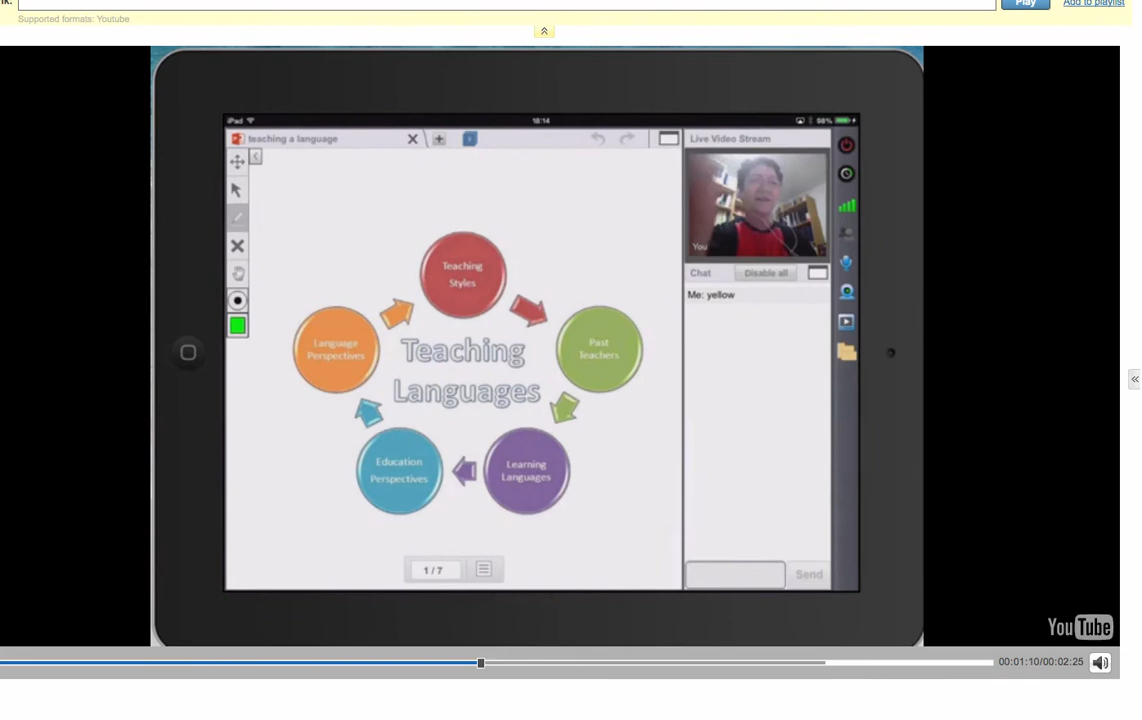 k:
Play
Add to playlist
Supported formats: Youtube
iPad
18:14
98%
teaching a language
Live Video Stream
You
Chat
Disable all
Me: yellow
Teaching
Styles
Language
Perspectives
Past
Teachers
Teaching
Languages
Education
Perspectives
Learning
Languages
1 / 7
Send
YouTube
00:01:10/00:02:25